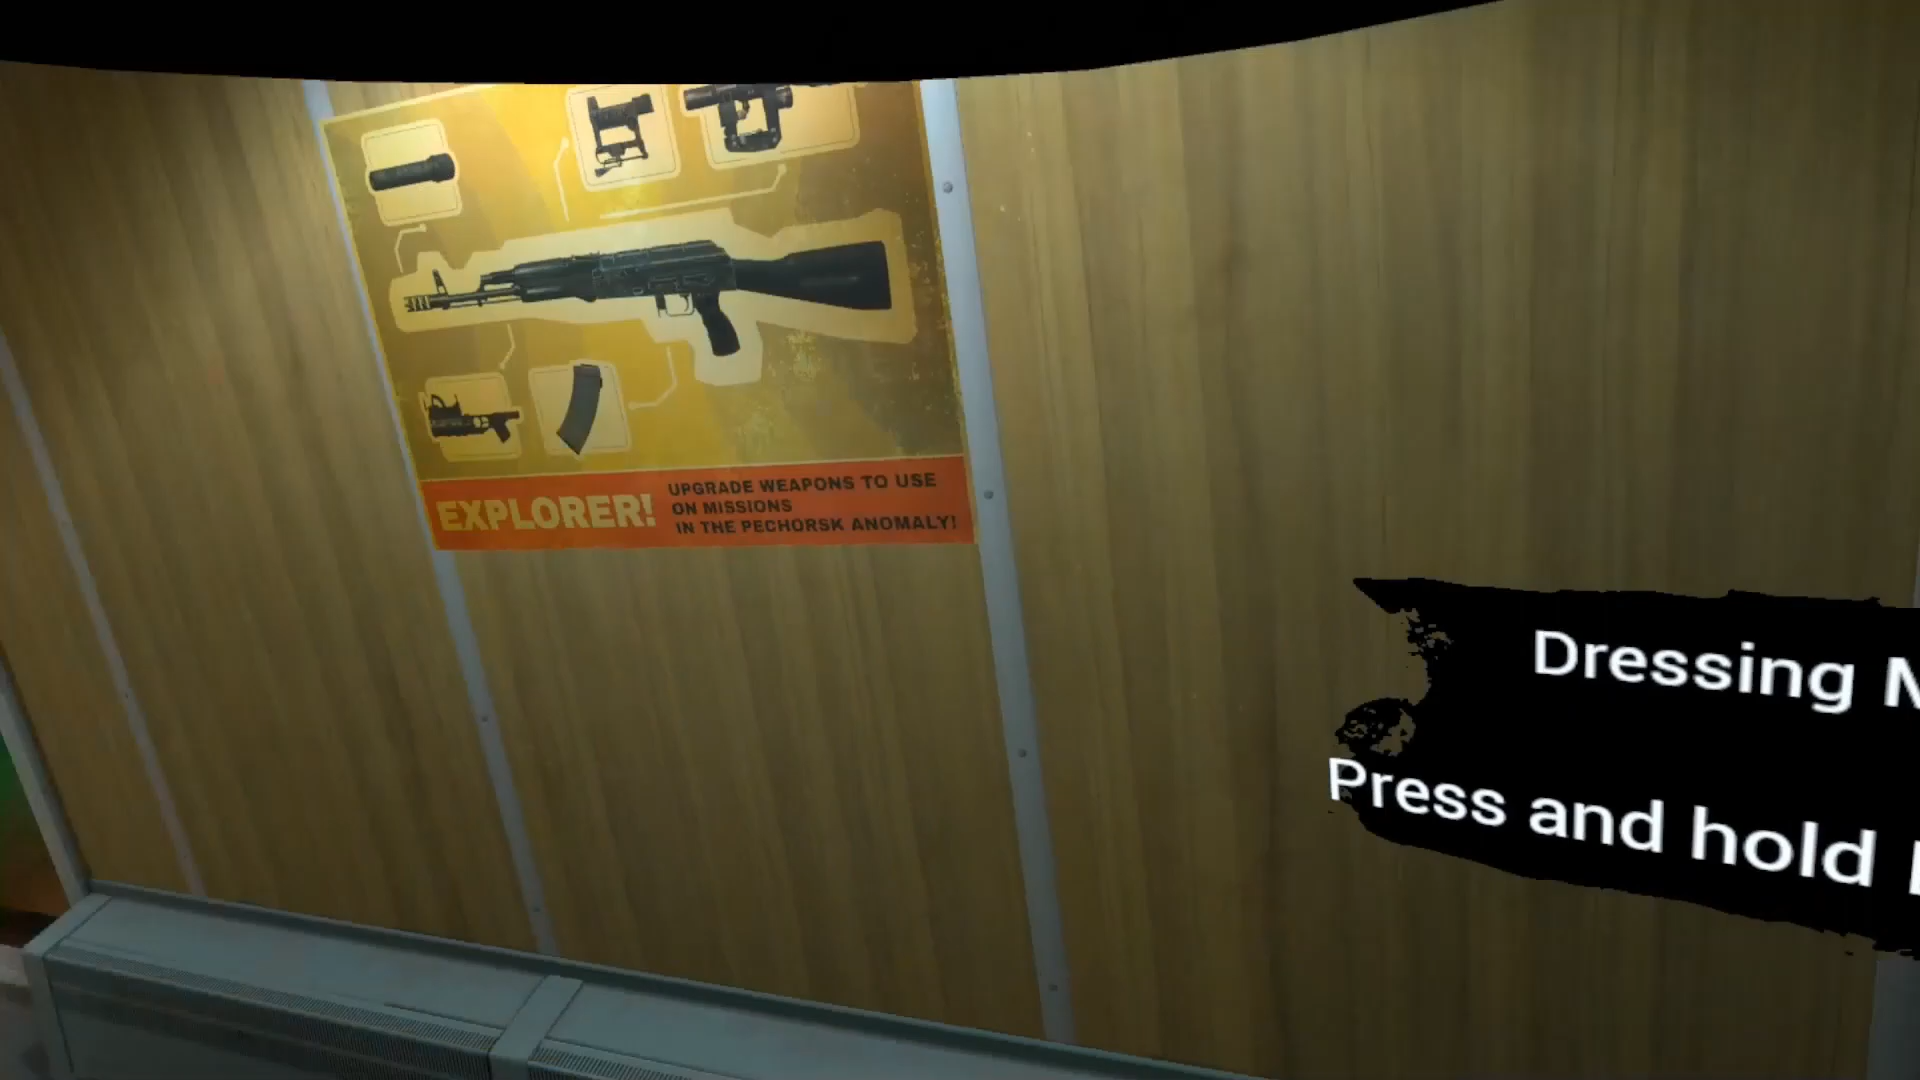 EXPLORER!
UPGRADE WEAPONS TO USE
ON MISSIONS
IN THE PECHORSK ANOMALY!
Dressing
Press and hold